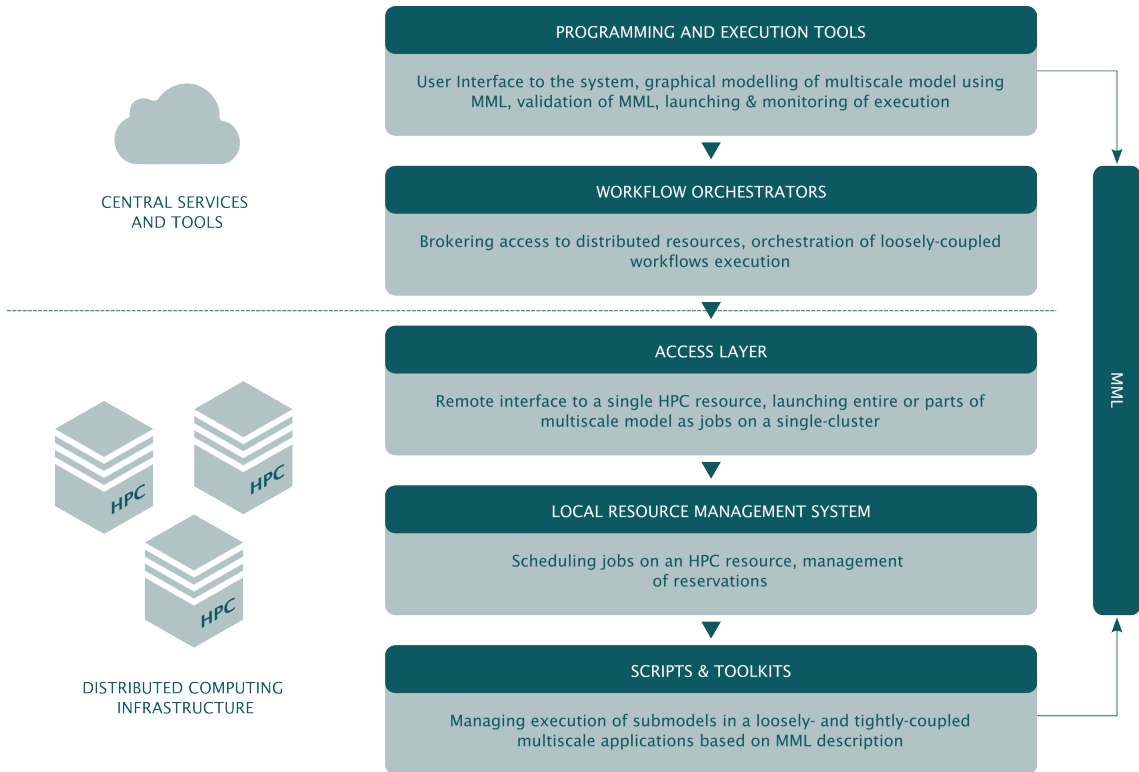 PROGRAMMING AND EXECUTION TOOLS
User Interface to the system, graphical modelling of multiscale model using
MML, validation of MML, launching & monitoring of execution
CENTRAL SERVICES
AND TOOLS
WORKFLOW ORCHESTRATORS
Brokering access to distributed resources, orchestration of loosely-coupled
workflows execution
ACCESS LAYER
Remote interface to a single HPC resource, launching entire or parts of
multiscale model as jobs on a single-cluster
MML
HPC
HPC
HPC
LOCAL RESOURCE MANAGEMENT SYSTEM
Scheduling jobs on an HPC resource, management
of reservations
DISTRIBUTED COMPUTING
INFRASTRUCTURE
SCRIPTS & TOOLKITS
Managing execution of submodels in a loosely- and tightly-coupled
multiscale applications based on MML description